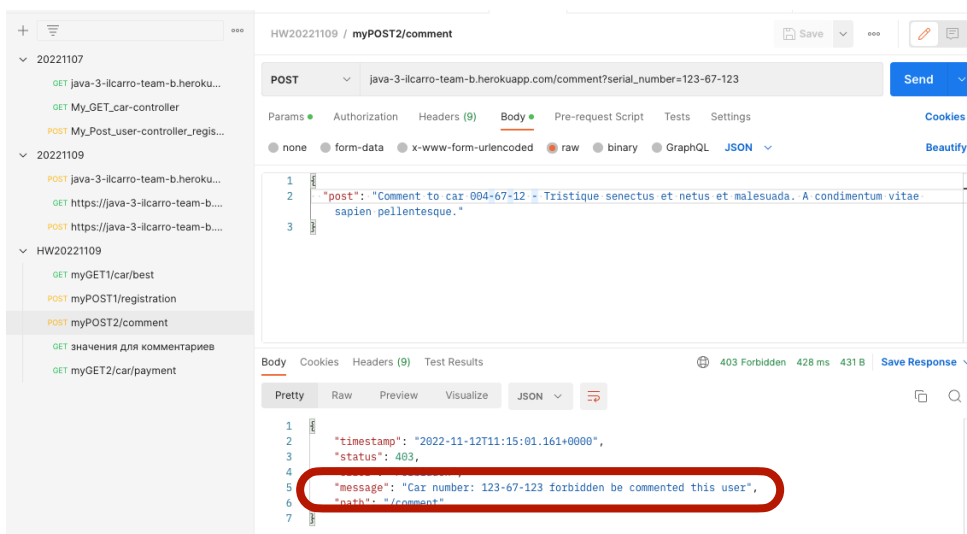 HW20221109 / myPOST2/comment
Save
20221107
GET java-3-ilcarro-team-b.heroku...
GET My_GET_car-controller
POST My_Post_user-controller_regis...
20221109
POST java-3-ilcarro-team-b.heroku...
GET https://java-3-ilcarro-team-b....
POST https://java-3-ilcarro-team-b....
HW20221109
GET myGET1/car/best
POST myPOST1/registration
POST myPOST2/comment
GET значения для комментариев
GET myGET2/car/payment
POST java-3-ilcarro-team-b.herokuapp.com/comment?serial_number=123-67-123 Send
Params Authorization Headers (9) Body Pre-request Script Tests Settings Cookies
none form-data x-www-form-urlencoded raw binary GraphQL JSON Beautify
1 {
2 "post": "Comment to car 004-67-12 - Tristique senectus et netus et malesuada. A condimentum vitae
sapien pellentesque."
3 }
Body Cookies Headers (9) Test Results 403 Forbidden 428 ms 431 B Save Response
Pretty Raw Preview Visualize JSON
1 {
2 "timestamp": "2022-11-12T11:15:01.161+0000",
3 "status": 403,
4
5 "message": "Car number: 123-67-123 forbidden be commented this user",
6 "path": "/comment"
7 }